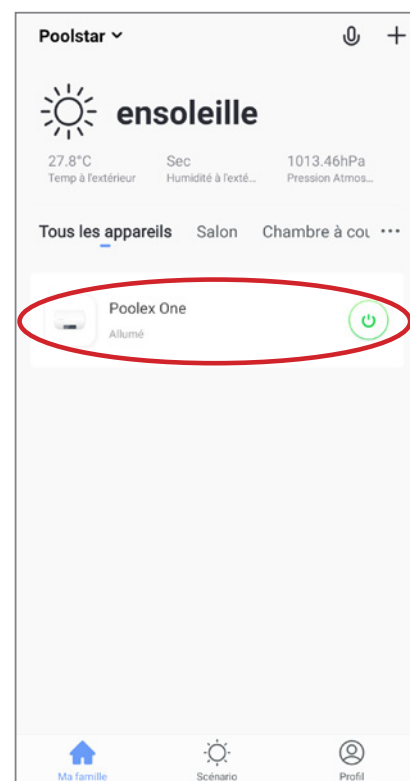 Poolstar
ensoleille
27.8°C Sec 1013.46hPa
Temp à l'extérieur Humidité à l'exté... Pression Atmos...
Tous les appareils Salon Chambre à cou ...
Poolex One
Allumé
Ma famille Scénario Profil